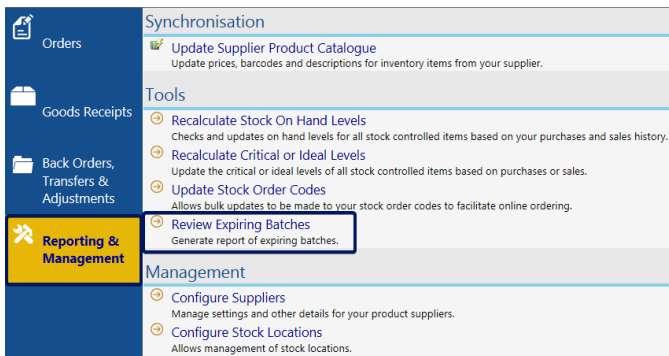 Orders
Goods Receipts
Back Orders,
Transfers &
Adjustments
Reporting &
Management
Synchronisation
Update Supplier Product Catalogue
Update prices, barcodes and descriptions for inventory items from your supplier.
Tools
Recalculate Stock On Hand Levels
Checks and updates on hand levels for all stock controlled items based on your purchases and sales history.
Recalculate Critical or Ideal Levels
Update the critical or ideal levels of all stock controlled items based on purchases or sales.
Update Stock Order Codes
Allows bulk updates to be made to your stock order codes to facilitate online ordering.
Review Expiring Batches
Generate report of expiring batches.
Management
Configure Suppliers
Manage settings and other details for your product suppliers.
Configure Stock Locations
Allows management of stock locations.